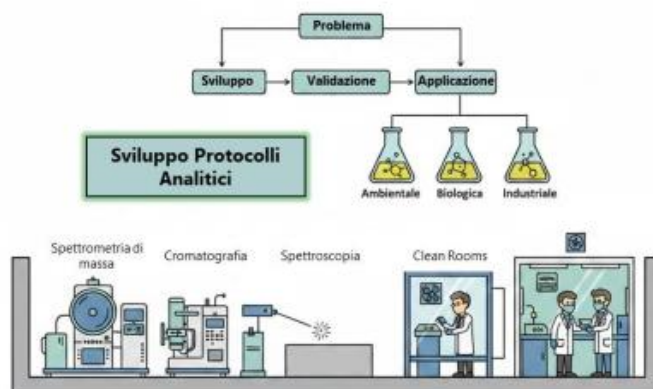 Problema
Sviluppo
Validazione
Applicazione
Sviluppo Protocolli
Analitici
Ambientale
Biologica
Industriale
Spettrometria di
massa
Cromatografia
Spettroscopia
Clean Rooms